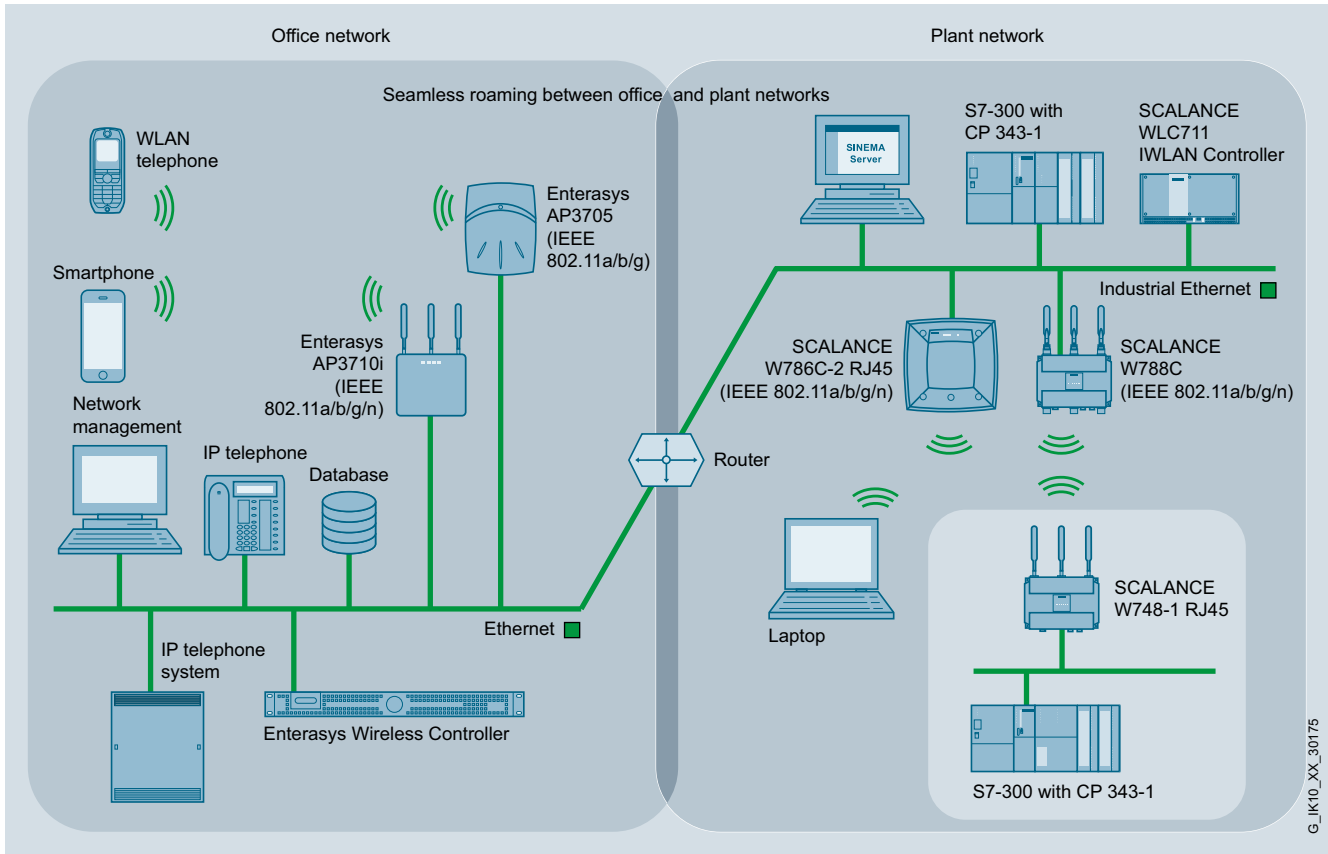 Office network
Plant network
Seamless roaming between office and plant networks
WLAN
telephone
Enterasys
AP3705
(IEEE
802.11a/b/g)
Smartphone
Enterasys
AP3710i
(IEEE
802.11a/b/g/n)
Network
management
IP telephone
Database
Ethernet
IP telephone
system
Enterasys Wireless Controller
Router
SINEMA
Server
S7-300 with
CP 343-1
SCALANCE
WLC711
IWLAN Controller
Industrial Ethernet
SCALANCE
W786C-2 RJ45
(IEEE 802.11a/b/g/n)
SCALANCE
W788C
(IEEE 802.11a/b/g/n)
Laptop
SCALANCE
W748-1 RJ45
S7-300 with CP 343-1
G_IK10_XX_30175